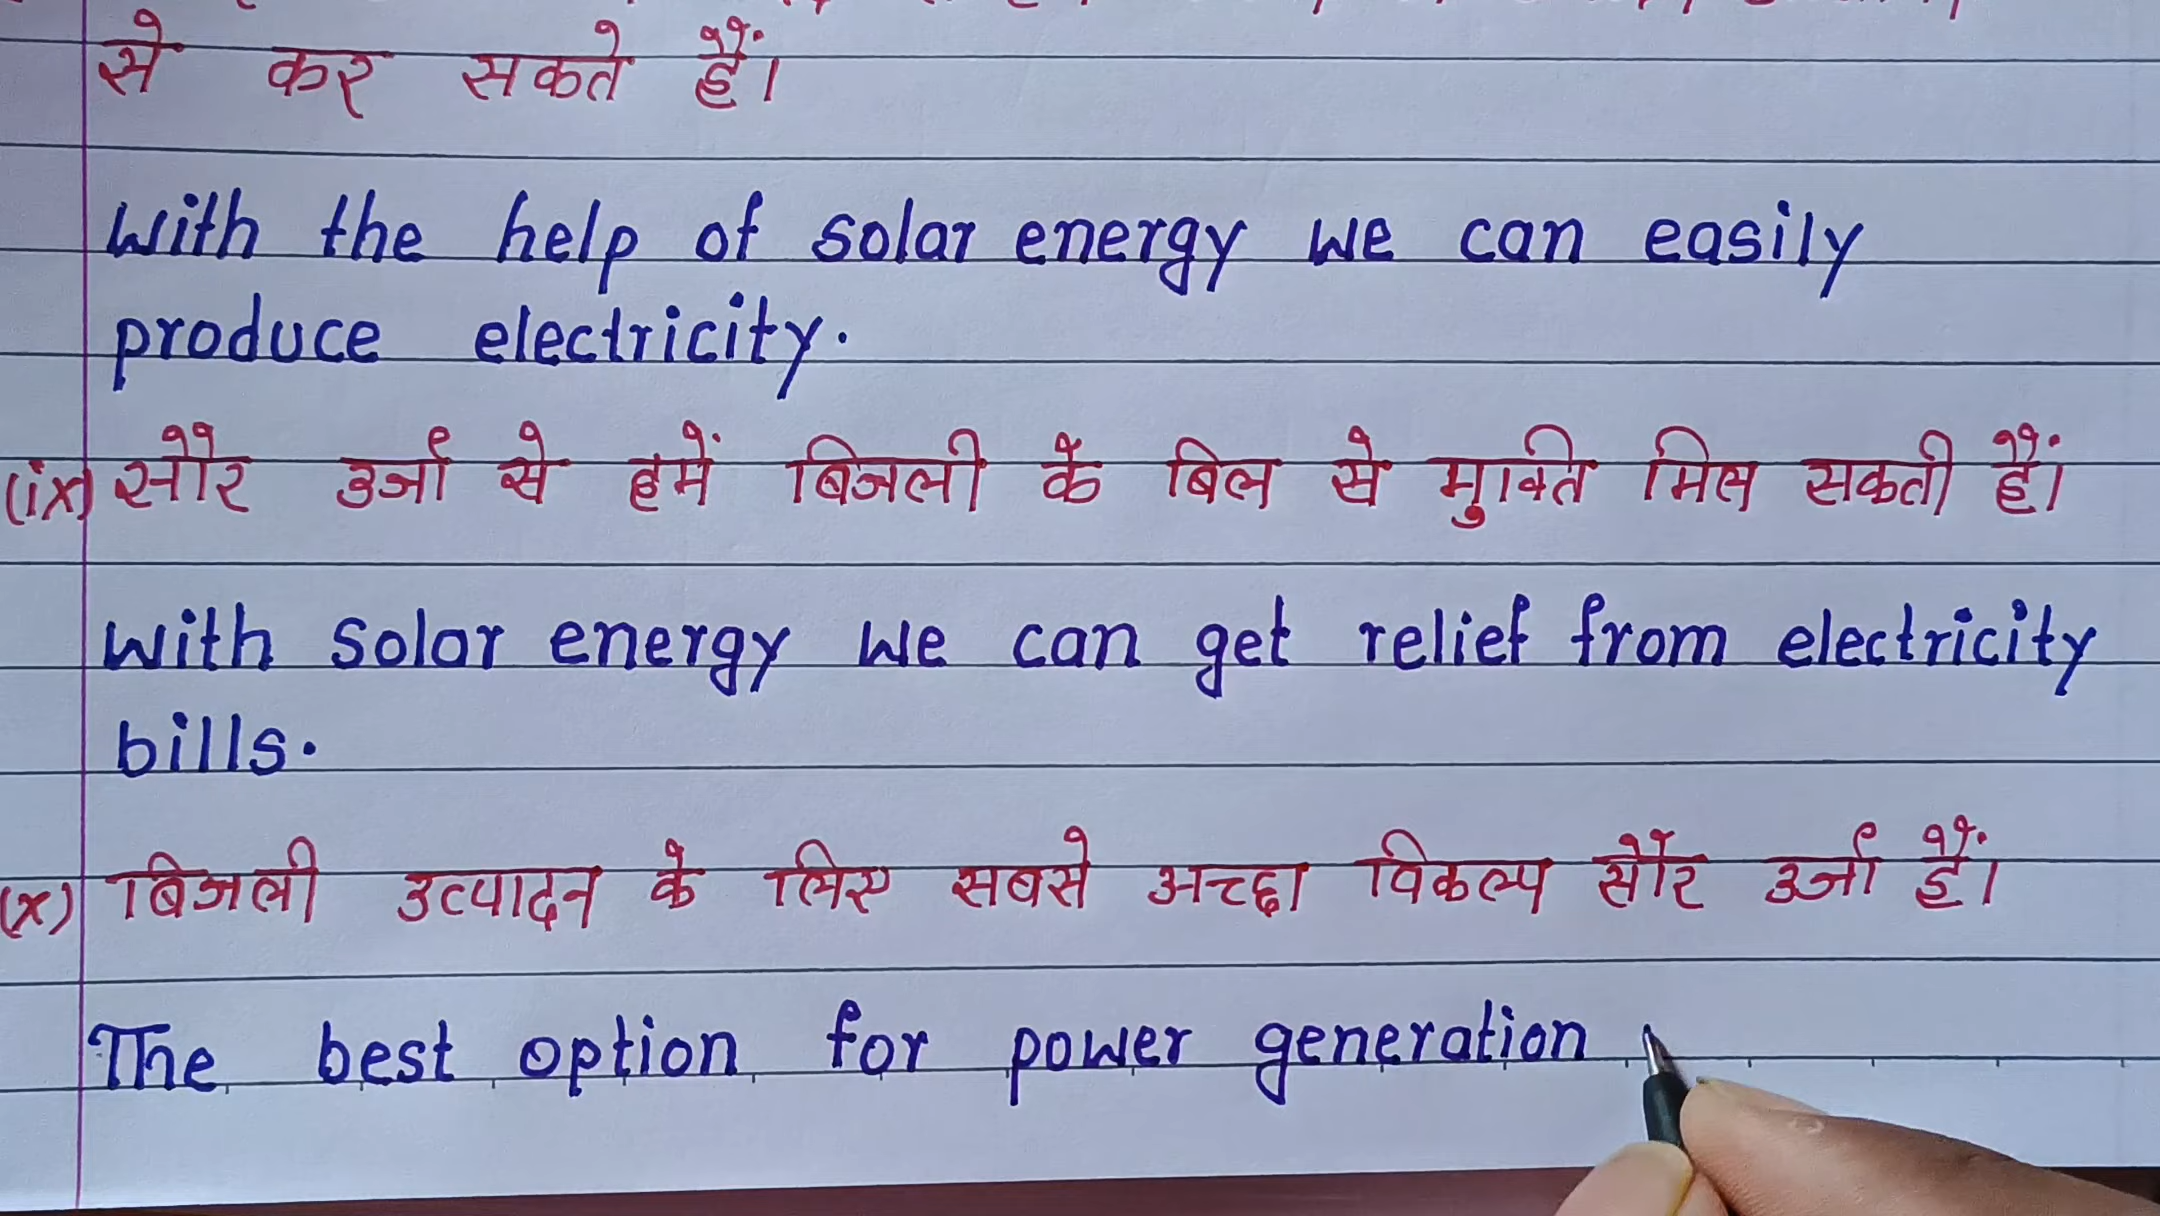 से कर सकते हैं।
With the help of solar energy we can easily
produce electricity.
(ix) सौर उर्जा से हमें बिजली के बिल से मुक्ति मिल सकती हैं।
With solar energy we can get relief from electricity
bills.
(x) बिजली उत्पादन के लिए सबसे अच्छा विकल्प सौर उर्जा हैं।
The best option for power generation